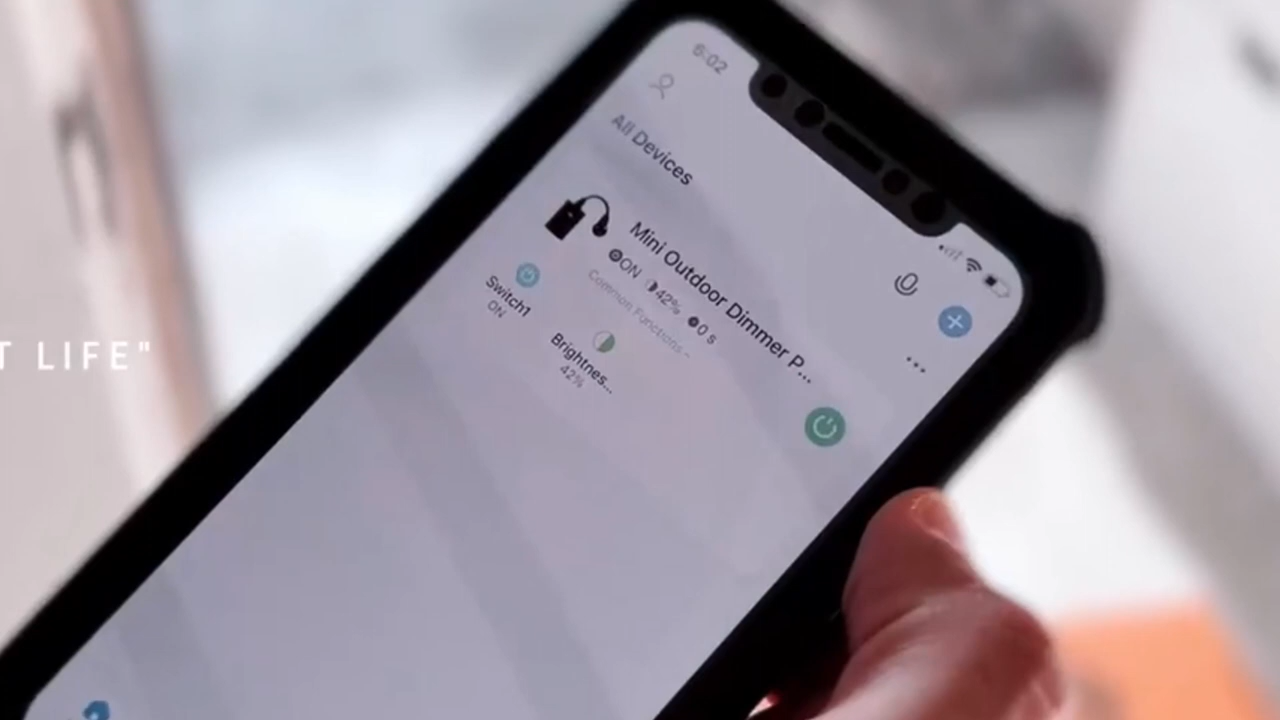 6:02
All Devices
Mini Outdoor Dimmer P...
ON 42% 0 s
Common Functions
Switch1
ON
Brightnes...
42%
T LIFE"